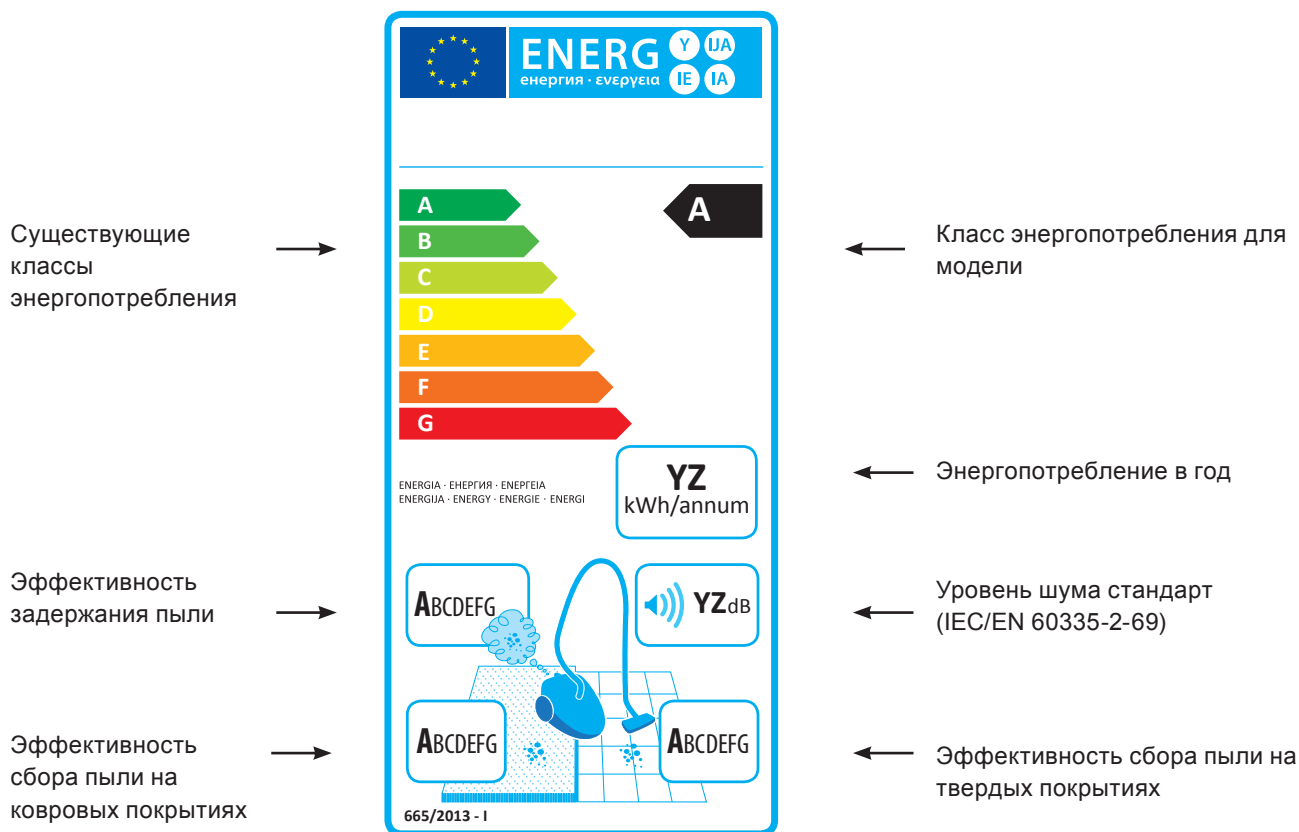 ENERG Y IJA
енергия · ενεργεια IE IA
A
A
B
C
D
E
F
G
Существующие
классы
энергопотребления
Класс энергопотребления для
модели
ENERGIA · ЕНЕРГИЯ · ΕΝΕΡΓΕΙΑ
ENERGIJA · ENERGY · ENERGIE · ENERGI
YZ
kWh/annum
Энергопотребление в год
Эффективность
задержания пыли
ABCDEFG
YZdB
Уровень шума стандарт
(IEC/EN 60335-2-69)
Эффективность
сбора пыли на
ковровых покрытиях
ABCDEFG
ABCDEFG
Эффективность сбора пыли на
твердых покрытиях
665/2013 - I